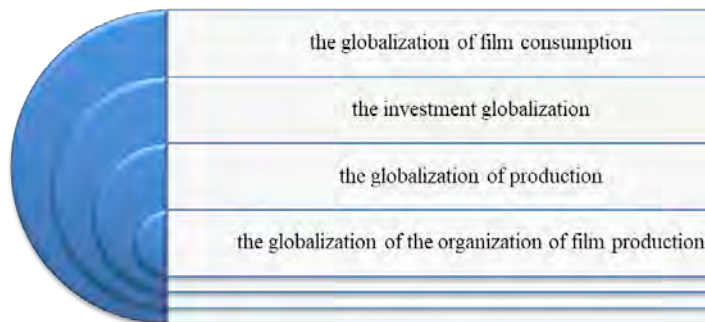 the globalization of film consumption
the investment globalization
the globalization of production
the globalization of the organization of film production